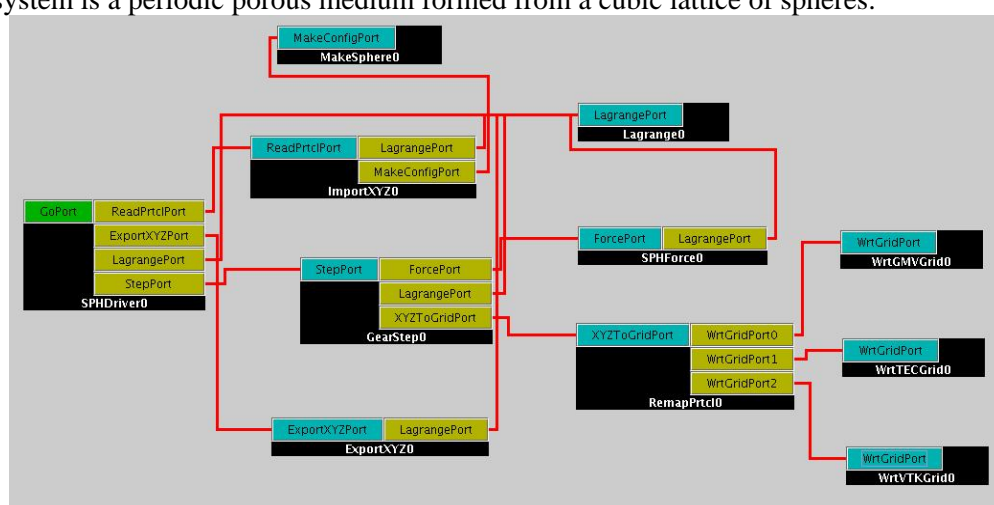 system is a periodic porous medium formed from a cubic lattice of spheres.
MakeConfigPort
MakeSphere0
LagrangePort
Lagrange0
ReadPrtclPort LagrangePort
MakeConfigPort
ImportXYZ0
GoPort ReadPrtclPort
ExportXYZPort
LagrangePort
StepPort
SPHDriver0
ForcePort LagrangePort
SPHForce0
WrtGridPort
WrtGMVGrid0
StepPort ForcePort
LagrangePort
XYZToGridPort
GearStep0
XYZToGridPort WrtGridPort0
WrtGridPort1
WrtGridPort2
RemapPrtcl0
WrtGridPort
WrtTECGrid0
ExportXYZPort LagrangePort
ExportXYZ0
WrtGridPort
WrtVTKGrid0